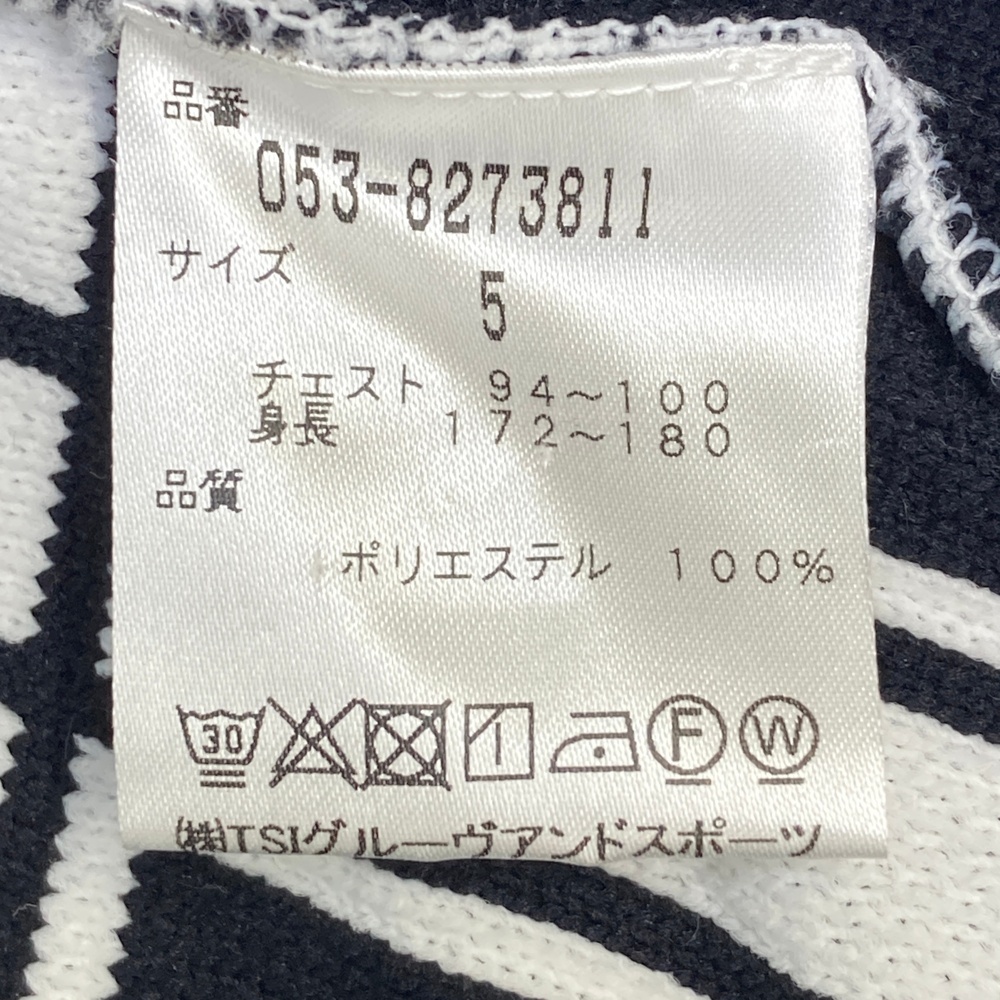 品番
053-8273811
サイズ
5
チェスト 94～100
身長 172～180
品質
ポリエステル 100%
30 F W
㈱TSIグルーヴアンドスポーツ